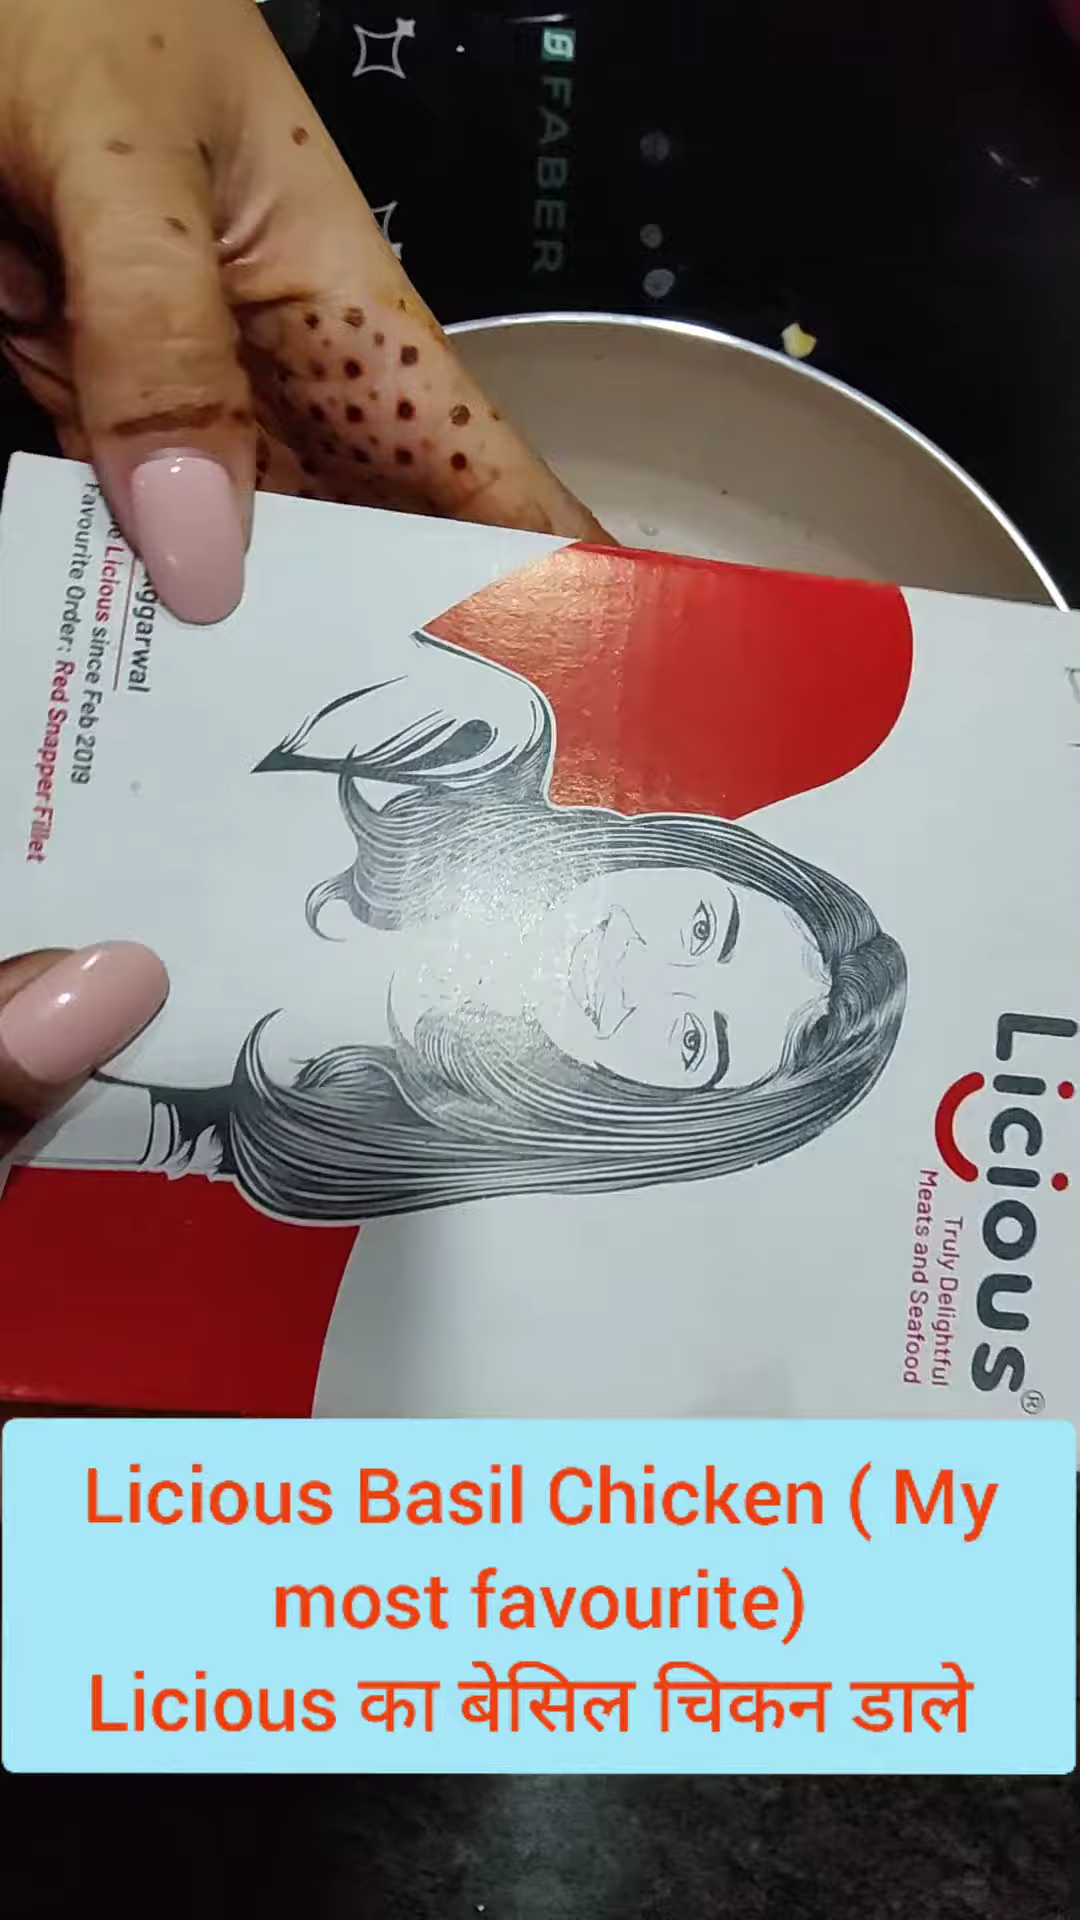 FABER
Licious®
Truly Delightful
Meats and Seafood
Licious since Feb 2019
Favourite Order: Red Snapper Fillet
Licious Basil Chicken ( My
most favourite)
Licious का बेसिल चिकन डाले